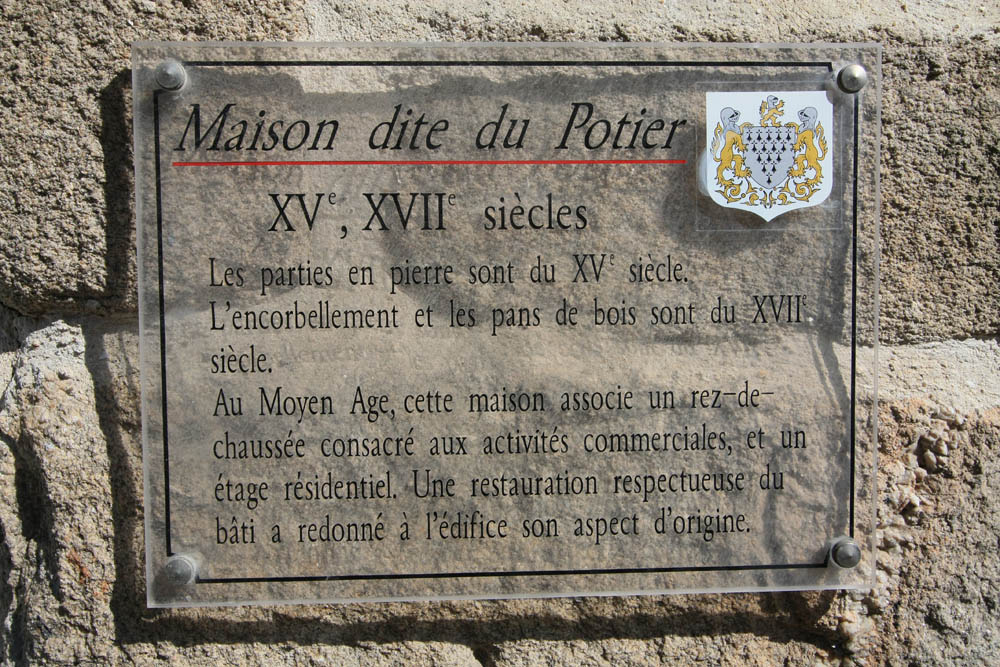 Maison dite du Potier
XVe, XVIIe siècles
Les parties en pierre sont du XVe siècle.
L'encorbellement et les pans de bois sont du XVIIe.
siècle.
Au Moyen Age, cette maison associe un rez-de-
chaussée consacré aux activités commerciales, et un
étage résidentiel. Une restauration respectueuse du
bâti a redonné à l'édifice son aspect d'origine.